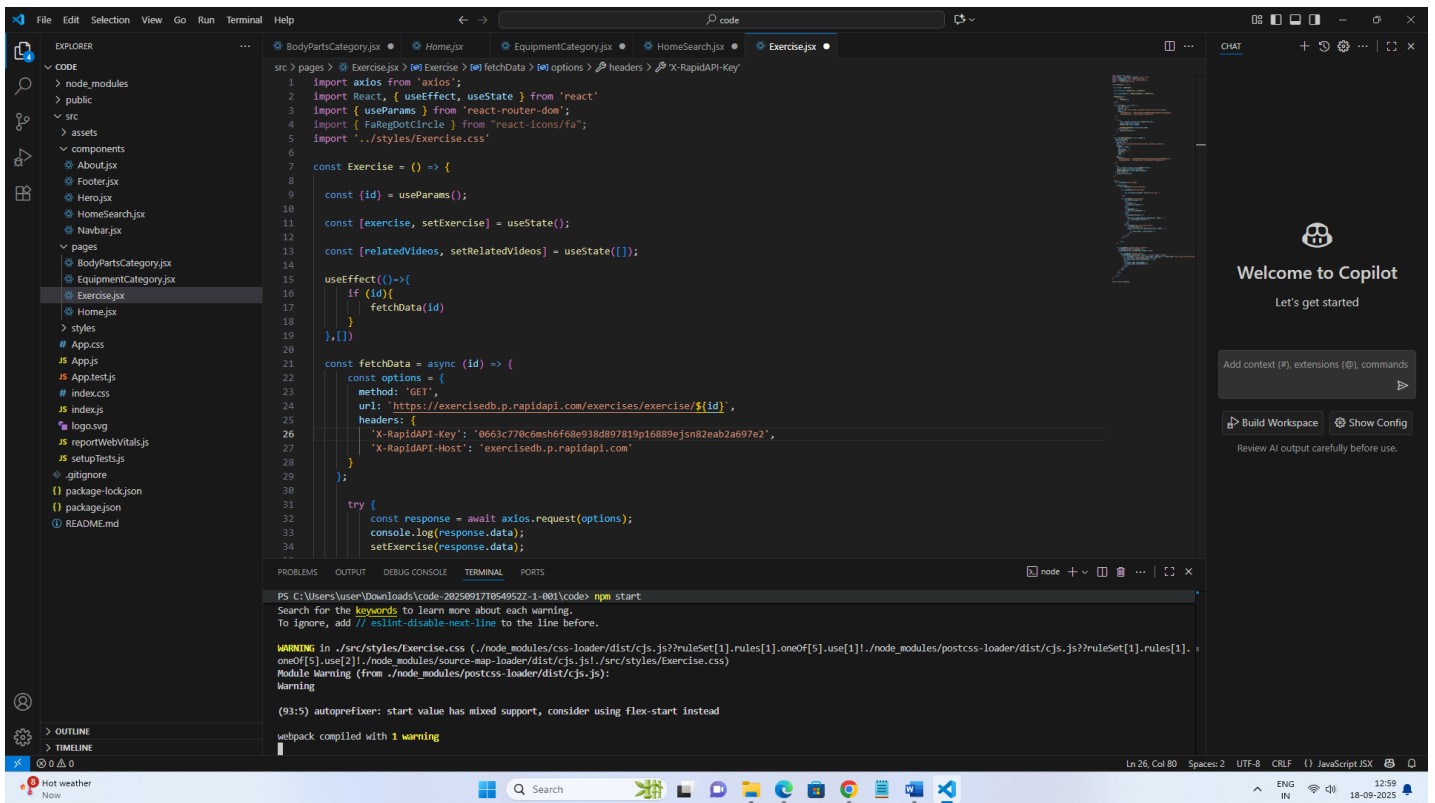 File Edit Selection View Go Run Terminal Help
code
EXPLORER
CODE
node_modules
public
src
assets
components
About.jsx
Footer.jsx
Hero.jsx
HomeSearch.jsx
Navbar.jsx
pages
BodyPartsCategory.jsx
EquipmentCategory.jsx
Exercise.jsx
Home.jsx
styles
# App.css
JS App.js
JS App.test.js
# index.css
JS index.js
logo.svg
JS reportWebVitals.js
JS setupTests.js
.gitignore
{} package-lock.json
{} package.json
README.md
OUTLINE
TIMELINE
BodyPartsCategory.jsx Home.jsx EquipmentCategory.jsx HomeSearch.jsx Exercise.jsx
src > pages > Exercise.jsx > Exercise > fetchData > options > headers > 'X-RapidAPI-Key'
1 import axios from 'axios';
2 import React, { useEffect, useState } from 'react'
3 import { useParams } from 'react-router-dom';
4 import { FaRegDotCircle } from "react-icons/fa";
5 import '../styles/Exercise.css'
6
7 const Exercise = () => {
8
9 const {id} = useParams();
10
11 const [exercise, setExercise] = useState();
12
13 const [relatedVideos, setRelatedVideos] = useState([]);
14
15 useEffect(()=>{
16 if (id){
17 fetchData(id)
18 }
19 },[])
20
21 const fetchData = async (id) => {
22 const options = {
23 method: 'GET',
24 url: `https://exercisedb.p.rapidapi.com/exercises/exercise/${id}`,
25 headers: {
26 'X-RapidAPI-Key': '0663c770c6msh6f68e938d897819p16889ejsn82eab2a697e2',
27 'X-RapidAPI-Host': 'exercisedb.p.rapidapi.com'
28 }
29 };
30
31 try {
32 const response = await axios.request(options);
33 console.log(response.data);
34 setExercise(response.data);
PROBLEMS OUTPUT DEBUG CONSOLE TERMINAL PORTS
node
PS C:\Users\user\Downloads\code-20250917T054952Z-1-001\code> npm start
Search for the keywords to learn more about each warning.
To ignore, add // eslint-disable-next-line to the line before.
WARNING in ./src/styles/Exercise.css (./node_modules/css-loader/dist/cjs.js??ruleSet[1].rules[1].oneOf[5].use[1]!./node_modules/postcss-loader/dist/cjs.js??ruleSet[1].rules[1].
oneOf[5].use[2]!./node_modules/source-map-loader/dist/cjs.js!./src/styles/Exercise.css)
Module Warning (from ./node_modules/postcss-loader/dist/cjs.js):
Warning
(93:5) autoprefixer: start value has mixed support, consider using flex-start instead
webpack compiled with 1 warning
CHAT
Welcome to Copilot
Let's get started
Add context (#), extensions (@), commands
Build Workspace Show Config
Review AI output carefully before use.
0 0
Ln 26, Col 80 Spaces: 2 UTF-8 CRLF {} JavaScript JSX
8
Hot weather
Now
Search
ENG
IN
12:59
18-09-2025